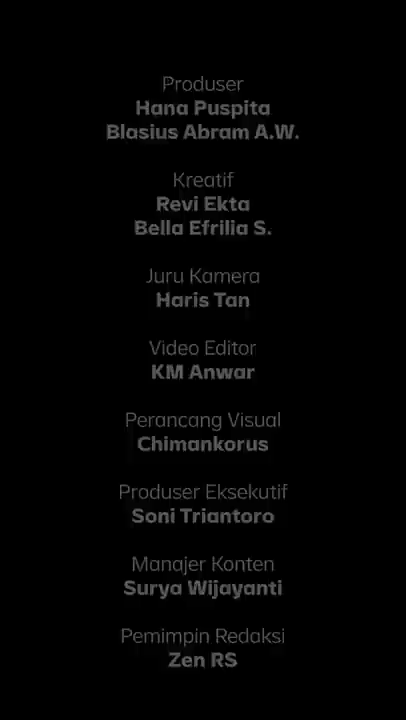 Produser
Hana Puspita
Blasius Abram A.W.
Kreatif
Revi Ekta
Bella Efrilia S.
Juru Kamera
Haris Tan
Video Editor
KM Anwar
Perancang Visual
Chimankorus
Produser Eksekutif
Soni Triantoro
Manajer Konten
Surya Wijayanti
Pemimpin Redaksi
Zen RS